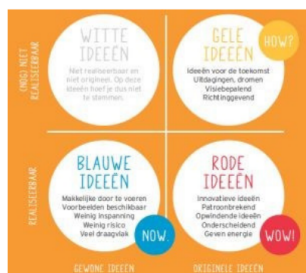 (NOG) NIET
REALISEERBAAR
WITTE
IDEEËN
Niet realiseerbaar en
niet origineel. Op deze
ideeën hoef je dus niet
te stemmen.
GELE
IDEEËN
HOW?
Ideeën voor de toekomst
Uitdagingen, dromen
Visiebepalend
Richtinggevend
REALISEERBAAR
BLAUWE
IDEEËN
Makkelijke door te voeren
Voorbeelden beschikbaar
Weinig inspanning
Weinig risico
Veel draagvlak
NOW.
RODE
IDEEËN
Innovatieve ideeën
Patroonbrekend
Opwindende ideeën
Onderscheidend
Geven energie
WOW!
GEWONE IDEEËN
ORIGINELE IDEEËN